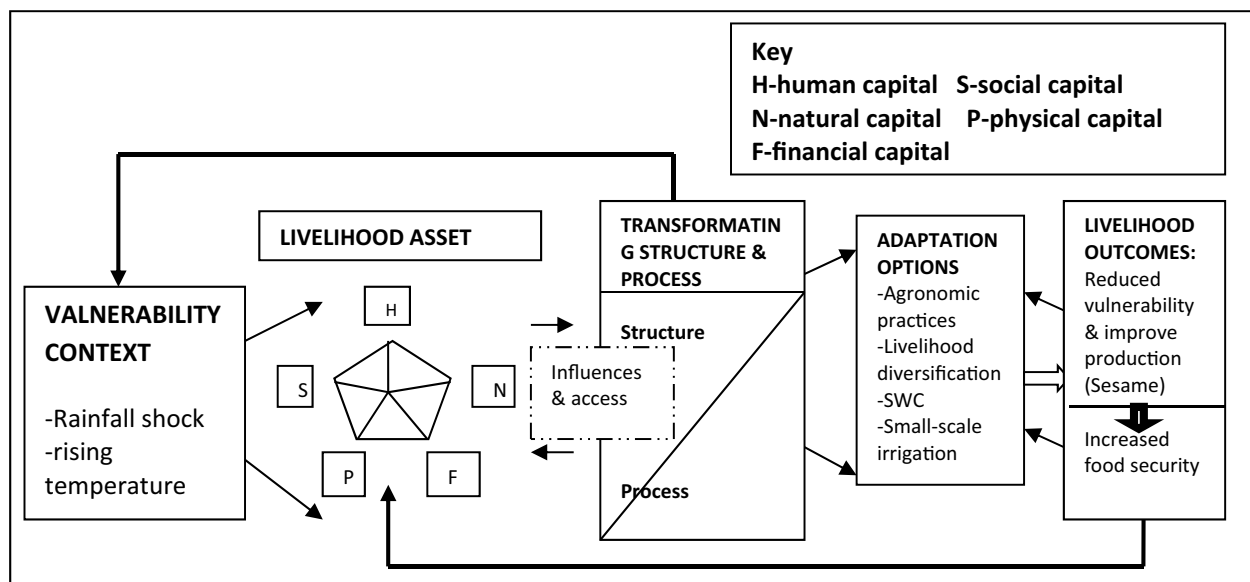 Key
H-human capital   S-social capital
N-natural capital    P-physical capital
F-financial capital
LIVELIHOOD ASSET
VALNERABILITY
CONTEXT
-Rainfall shock
-rising
temperature
H
S
N
P
F
Influences
& access
TRANSFORMATIN
G STRUCTURE &
PROCESS
Structure
Process
ADAPTATION
OPTIONS
-Agronomic
practices
-Livelihood
diversification
-SWC
-Small-scale
irrigation
LIVELIHOOD
OUTCOMES:
Reduced
vulnerability
& improve
production
(Sesame)
Increased
food security